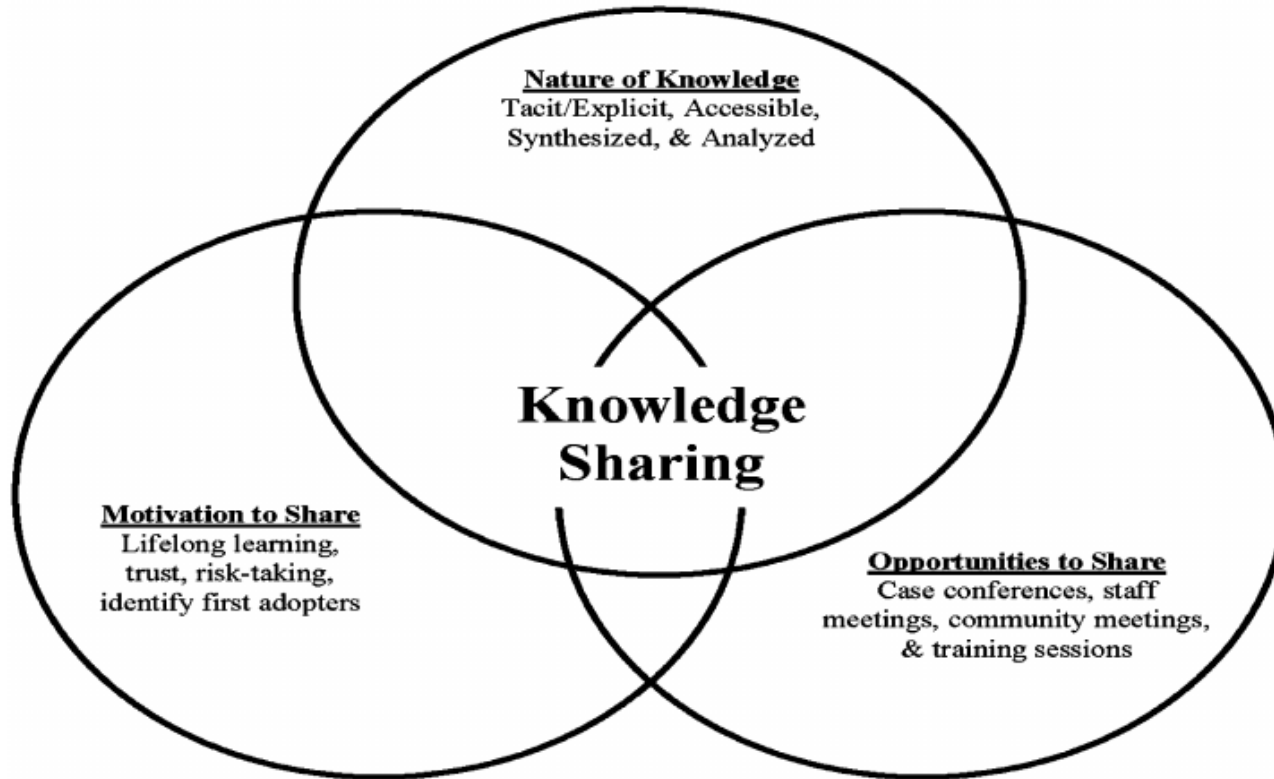 Nature of Knowledge
Tacit/Explicit, Accessible,
Synthesized, & Analyzed
Knowledge
Sharing
Motivation to Share
Lifelong learning,
trust, risk-taking,
identify first adopters
Opportunities to Share
Case conferences, staff
meetings, community meetings,
& training sessions